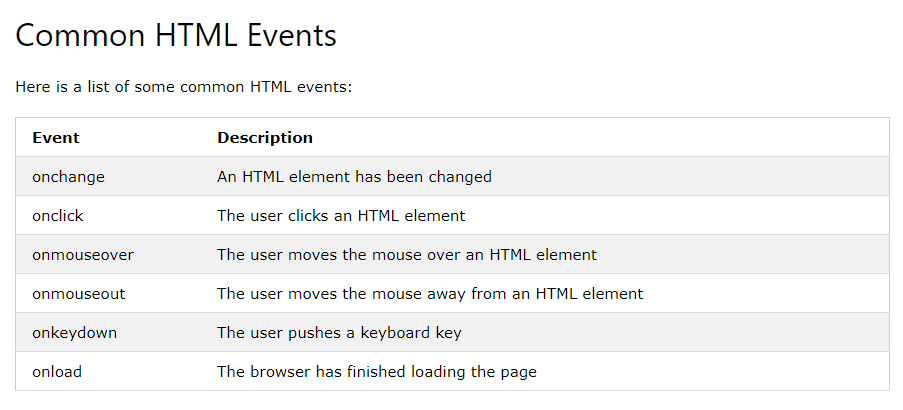 Common HTML Events
Here is a list of some common HTML events:
Event Description
onchange An HTML element has been changed
onclick The user clicks an HTML element
onmouseover The user moves the mouse over an HTML element
onmouseout The user moves the mouse away from an HTML element
onkeydown The user pushes a keyboard key
onload The browser has finished loading the page